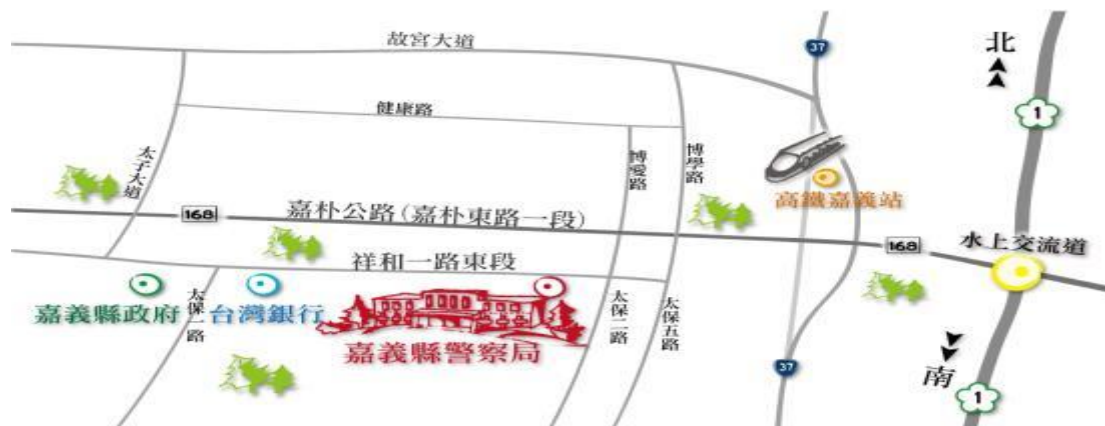 故宮大道
37
北
健康路
1
太子大道
博愛路
博學路
高鐵嘉義站
168
嘉朴公路(嘉朴東路一段)
168
水上交流道
祥和一路東段
嘉義縣政府
太保一路
台灣銀行
嘉義縣警察局
太保二路
太保五路
37
南
1